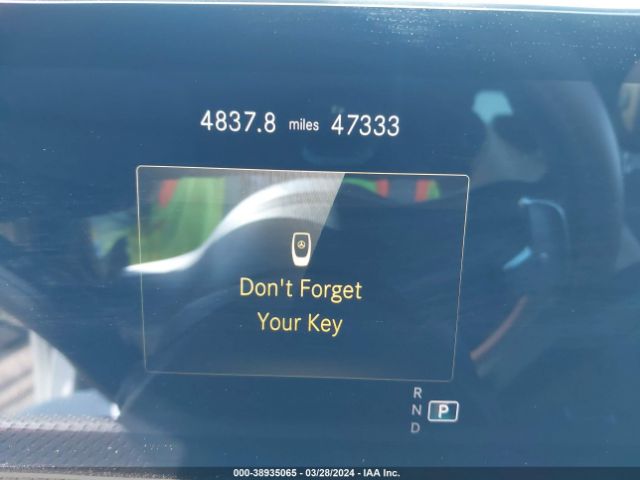 4837.8 miles 47333
Don't Forget
Your Key
R
N P
D
000-38935065 - 03/28/2024 - IAA Inc.